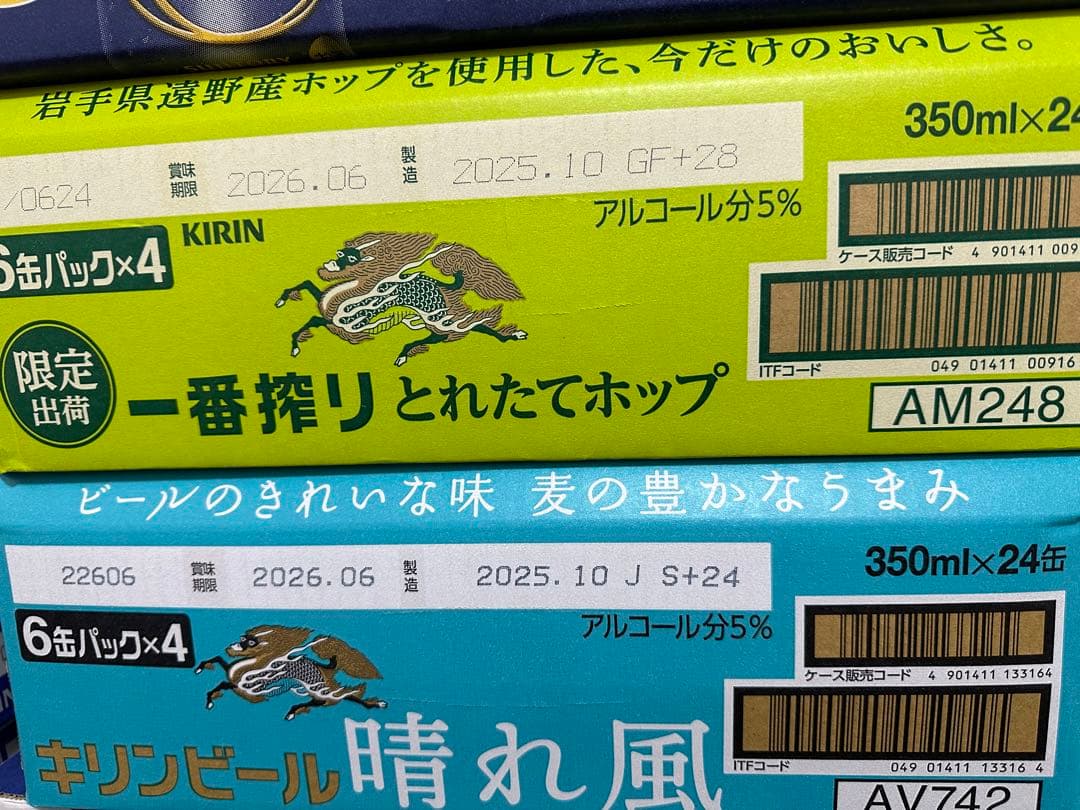 岩手県遠野産ホップを使用した、今だけのおいしさ。
350ml×24
/0624 賞味期限 2026.06 製造 2025.10 GF+28
アルコール分5%
6缶パック×4
KIRIN
ケース販売コード 4 901411 009
ITFコード 049 01411 00916
限定出荷
一番搾り とれたてホップ
AM248
ビールのきれいな味 麦の豊かなうまみ
22606 賞味期限 2026.06 製造 2025.10 J S+24
350ml×24缶
アルコール分5%
6缶パック×4
ケース販売コード 4 901411 133164
キリンビール 晴れ風
ITFコード 049 01411 13316 4
AV742